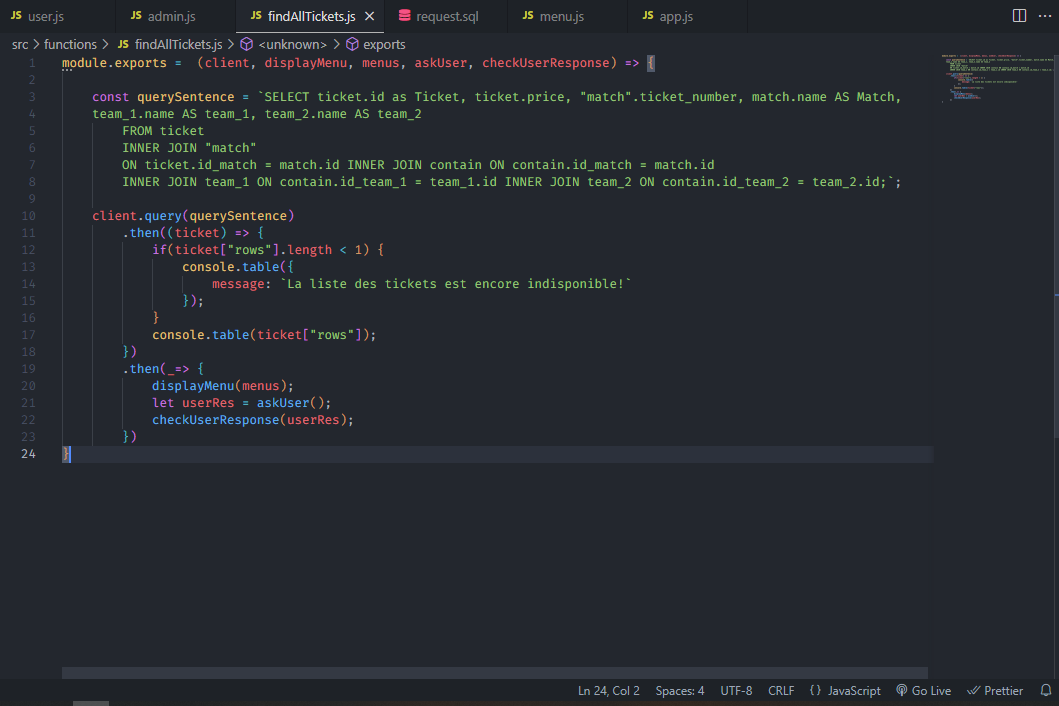 JS user.js JS admin.js JS findAllTickets.js request.sql JS menu.js JS app.js
src > functions > JS findAllTickets.js > <unknown> > exports
1 module.exports =  (client, displayMenu, menus, askUser, checkUserResponse) => {
2
3 const querySentence = `SELECT ticket.id as Ticket, ticket.price, "match".ticket_number, match.name AS Match,
4 team_1.name AS team_1, team_2.name AS team_2
5 FROM ticket
6 INNER JOIN "match"
7 ON ticket.id_match = match.id INNER JOIN contain ON contain.id_match = match.id
8 INNER JOIN team_1 ON contain.id_team_1 = team_1.id INNER JOIN team_2 ON contain.id_team_2 = team_2.id;`;
9
10 client.query(querySentence)
11 .then((ticket) => {
12 if(ticket["rows"].length < 1) {
13 console.table({
14 message: `La liste des tickets est encore indisponible!`
15 });
16 }
17 console.table(ticket["rows"]);
18 })
19 .then(_=> {
20 displayMenu(menus);
21 let userRes = askUser();
22 checkUserResponse(userRes);
23 })
24 }
Ln 24, Col 2 Spaces: 4 UTF-8 CRLF {} JavaScript Go Live Prettier